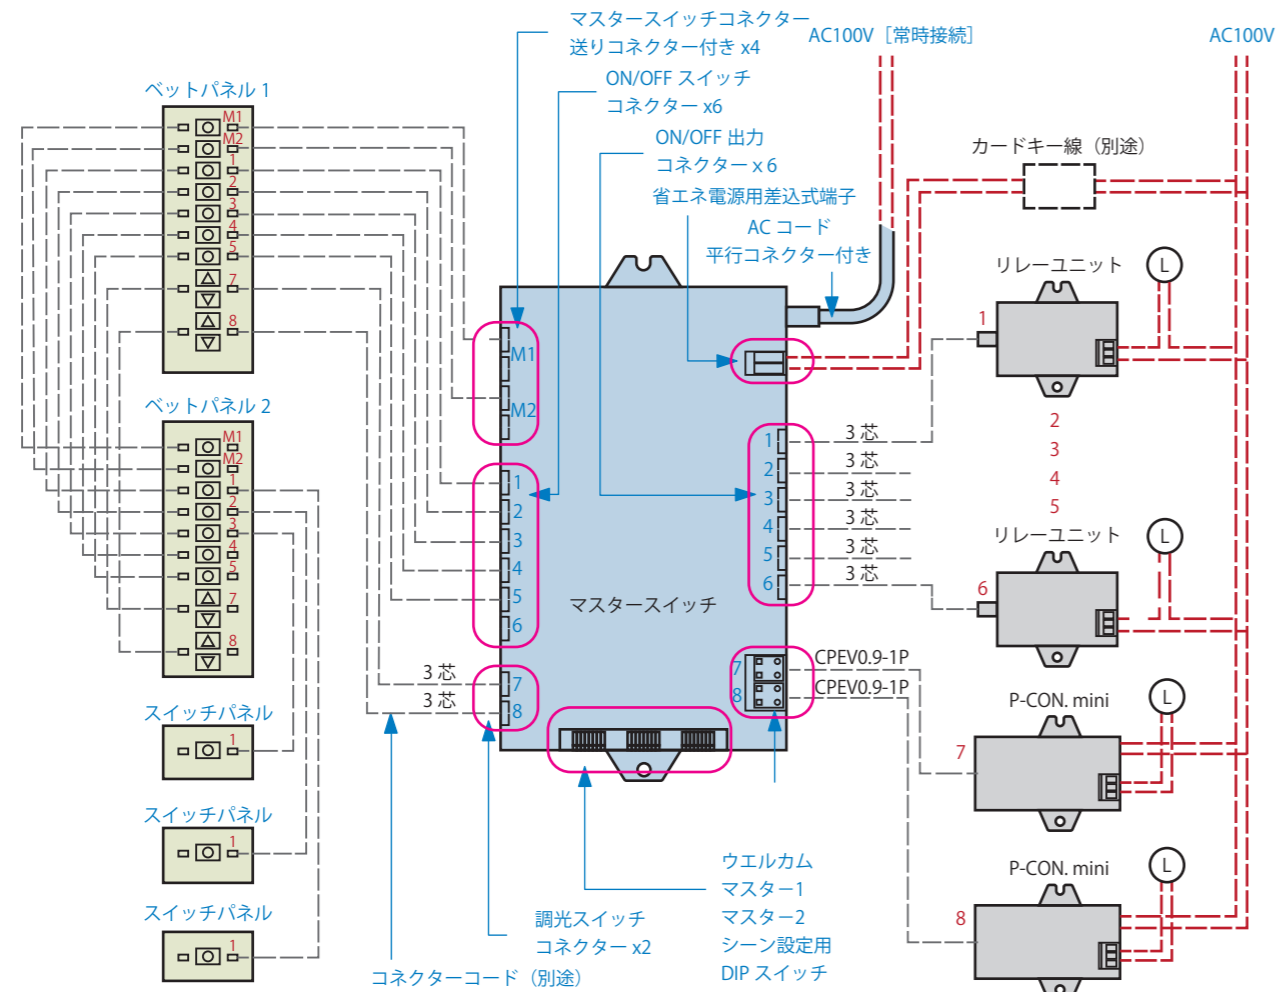 マスタースイッチコネクター
送りコネクター付き x4
AC100V［常時接続］
AC100V
ON/OFF スイッチ
コネクター x6
ON/OFF 出力
コネクター x 6
省エネ電源用差込式端子
AC コード
平行コネクター付き
カードキー線（別途）
ベットパネル 1
M1
M2
1
2
3
4
5
7
8
ベットパネル 2
M1
M2
1
2
3
4
5
7
8
スイッチパネル
1
スイッチパネル
1
スイッチパネル
1
M1
M2
1
2
3
4
5
6
3 芯
7
3 芯
8
マスタースイッチ
1
3 芯
2
3 芯
3
3 芯
4
3 芯
5
3 芯
6
3 芯
7
CPEV0.9-1P
8
CPEV0.9-1P
リレーユニット
L
1
2
3
4
5
リレーユニット
L
6
P-CON. mini
L
7
P-CON. mini
L
8
ウエルカム
マスター1
マスター2
シーン設定用
DIP スイッチ
調光スイッチ
コネクター x2
コネクターコード（別途）